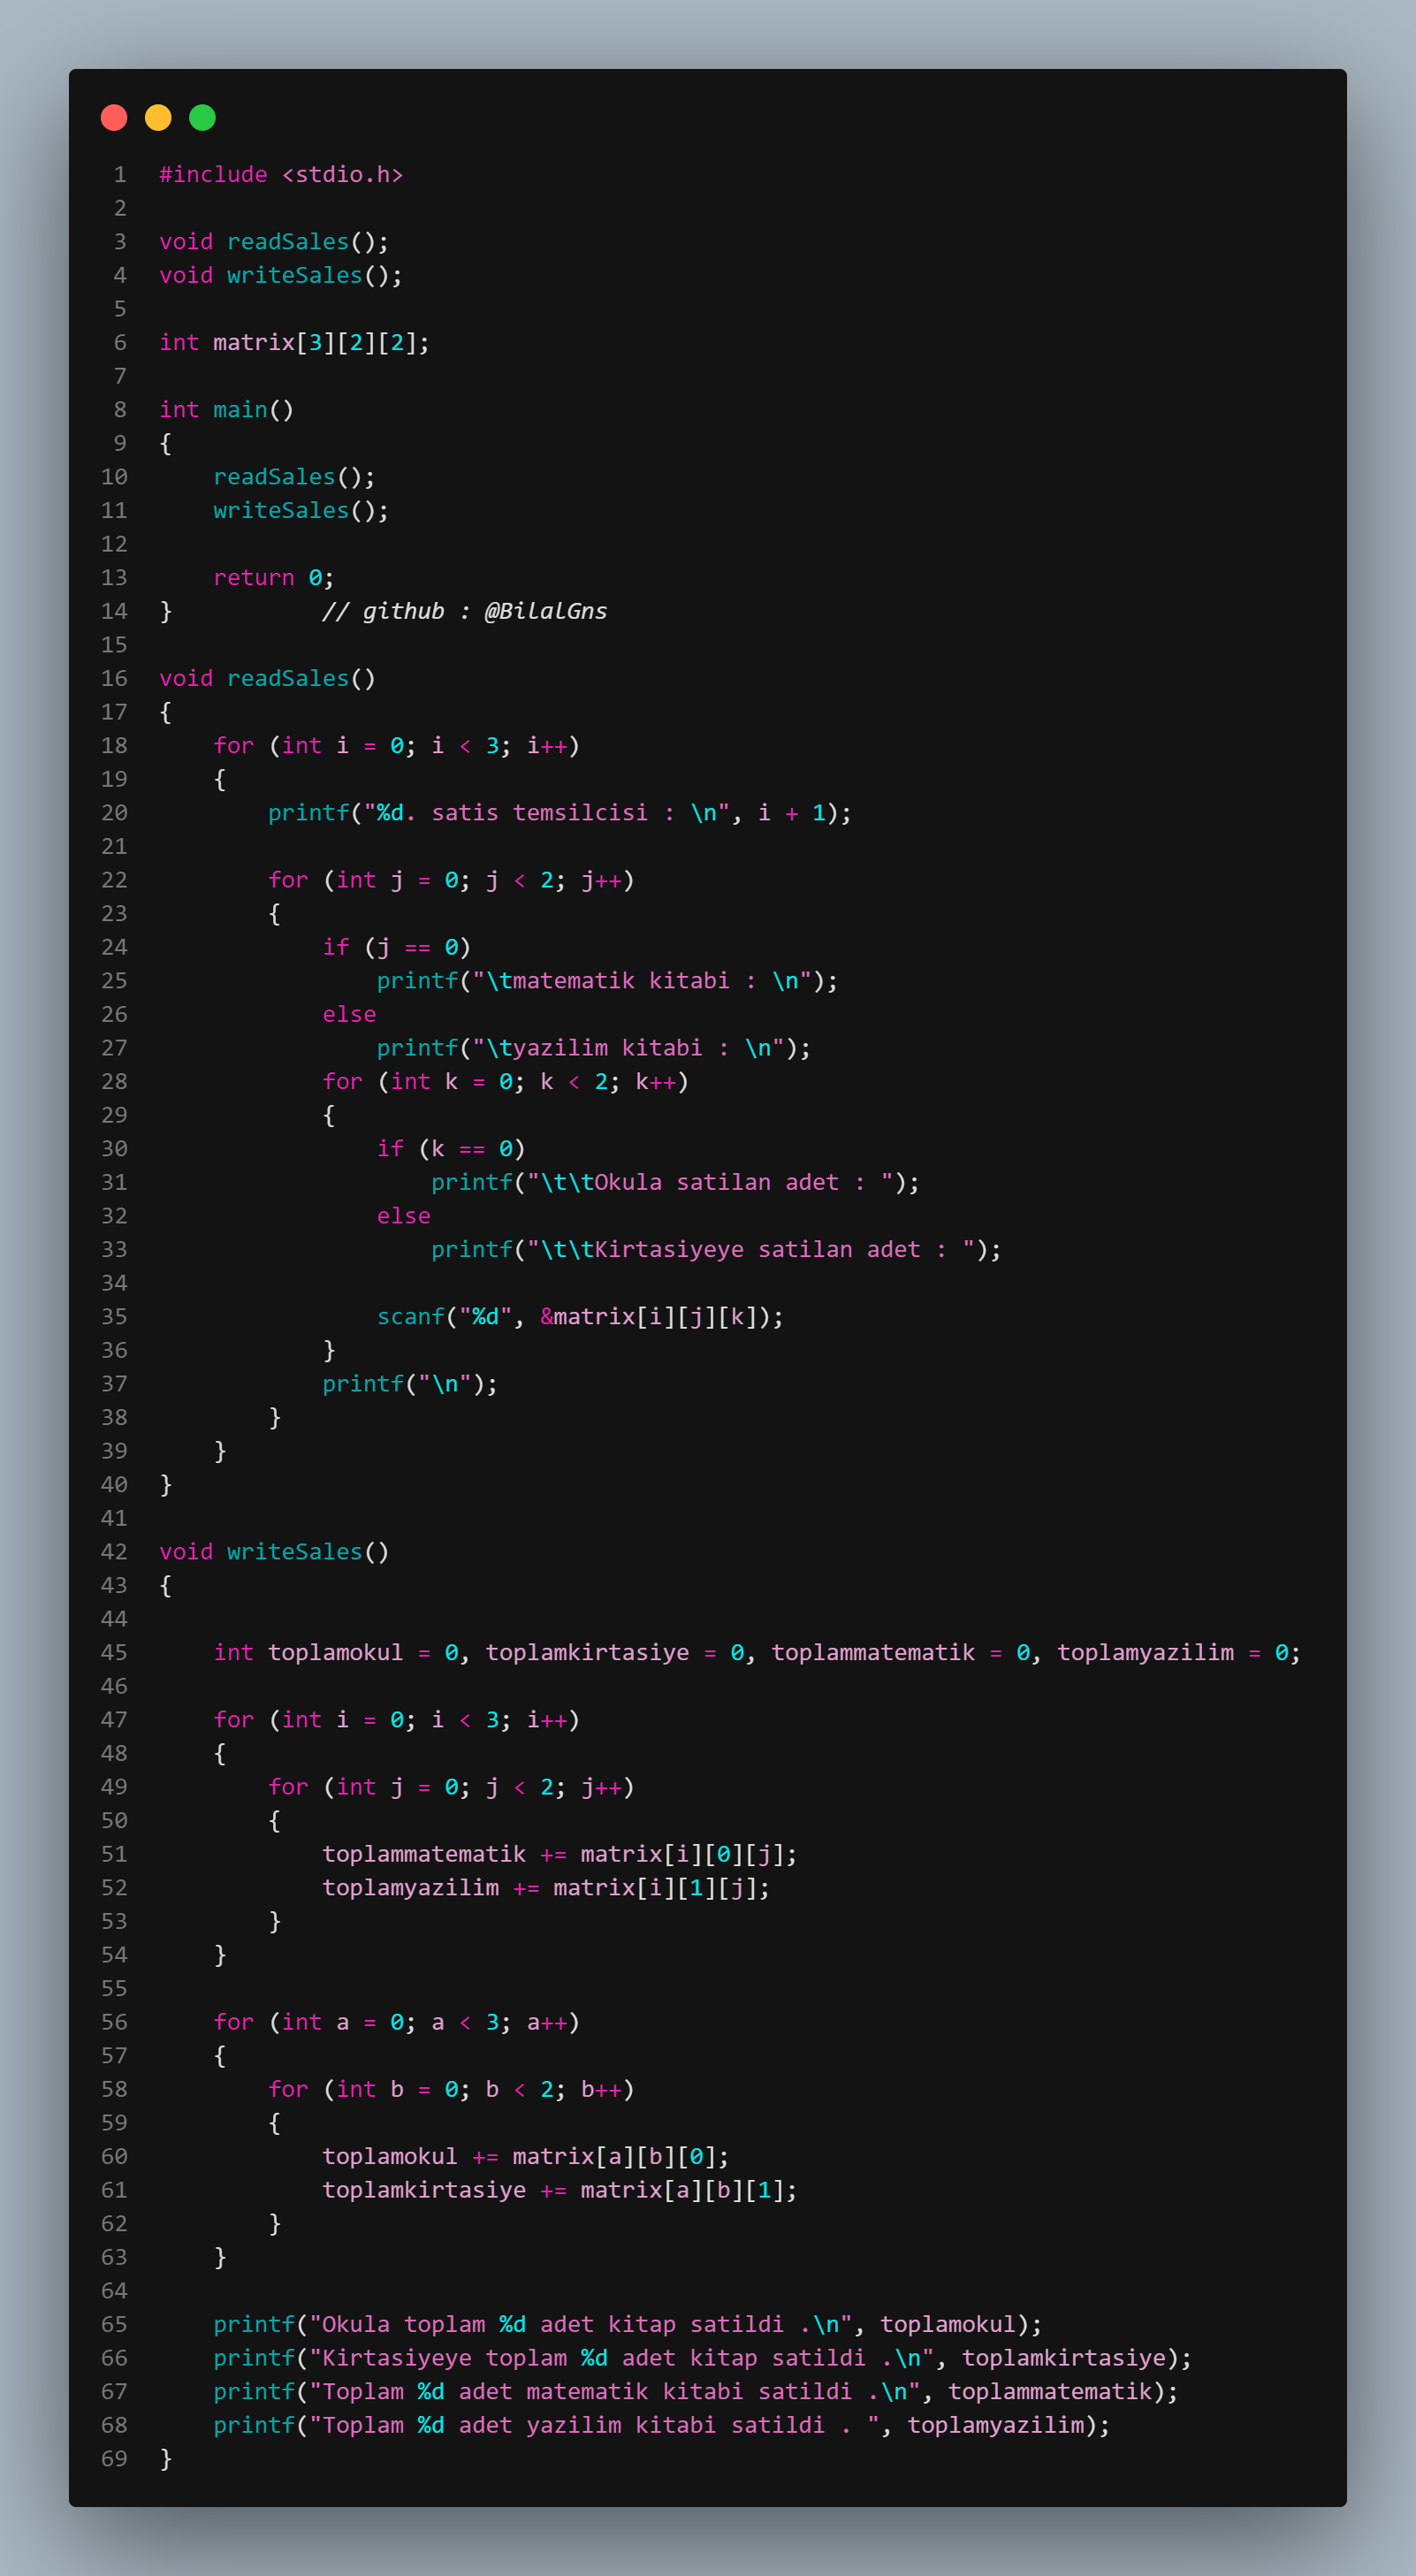 1 #include <stdio.h>
2
3 void readSales();
4 void writeSales();
5
6 int matrix[3][2][2];
7
8 int main()
9 {
10     readSales();
11     writeSales();
12
13     return 0;
14 }           // github : @BilalGns
15
16 void readSales()
17 {
18     for (int i = 0; i < 3; i++)
19     {
20         printf("%d. satis temsilcisi : \n", i + 1);
21
22         for (int j = 0; j < 2; j++)
23         {
24             if (j == 0)
25                 printf("\tmatematik kitabi : \n");
26             else
27                 printf("\tyazilim kitabi : \n");
28             for (int k = 0; k < 2; k++)
29             {
30                 if (k == 0)
31                     printf("\t\tOkula satilan adet : ");
32                 else
33                     printf("\t\tKirtasiyeye satilan adet : ");
34
35                 scanf("%d", &matrix[i][j][k]);
36             }
37             printf("\n");
38         }
39     }
40 }
41
42 void writeSales()
43 {
44
45     int toplamokul = 0, toplamkirtasiye = 0, toplammatematik = 0, toplamyazilim = 0;
46
47     for (int i = 0; i < 3; i++)
48     {
49         for (int j = 0; j < 2; j++)
50         {
51             toplammatematik += matrix[i][0][j];
52             toplamyazilim += matrix[i][1][j];
53         }
54     }
55
56     for (int a = 0; a < 3; a++)
57     {
58         for (int b = 0; b < 2; b++)
59         {
60             toplamokul += matrix[a][b][0];
61             toplamkirtasiye += matrix[a][b][1];
62         }
63     }
64
65     printf("Okula toplam %d adet kitap satildi .\n", toplamokul);
66     printf("Kirtasiyeye toplam %d adet kitap satildi .\n", toplamkirtasiye);
67     printf("Toplam %d adet matematik kitabi satildi .\n", toplammatematik);
68     printf("Toplam %d adet yazilim kitabi satildi . ", toplamyazilim);
69 }